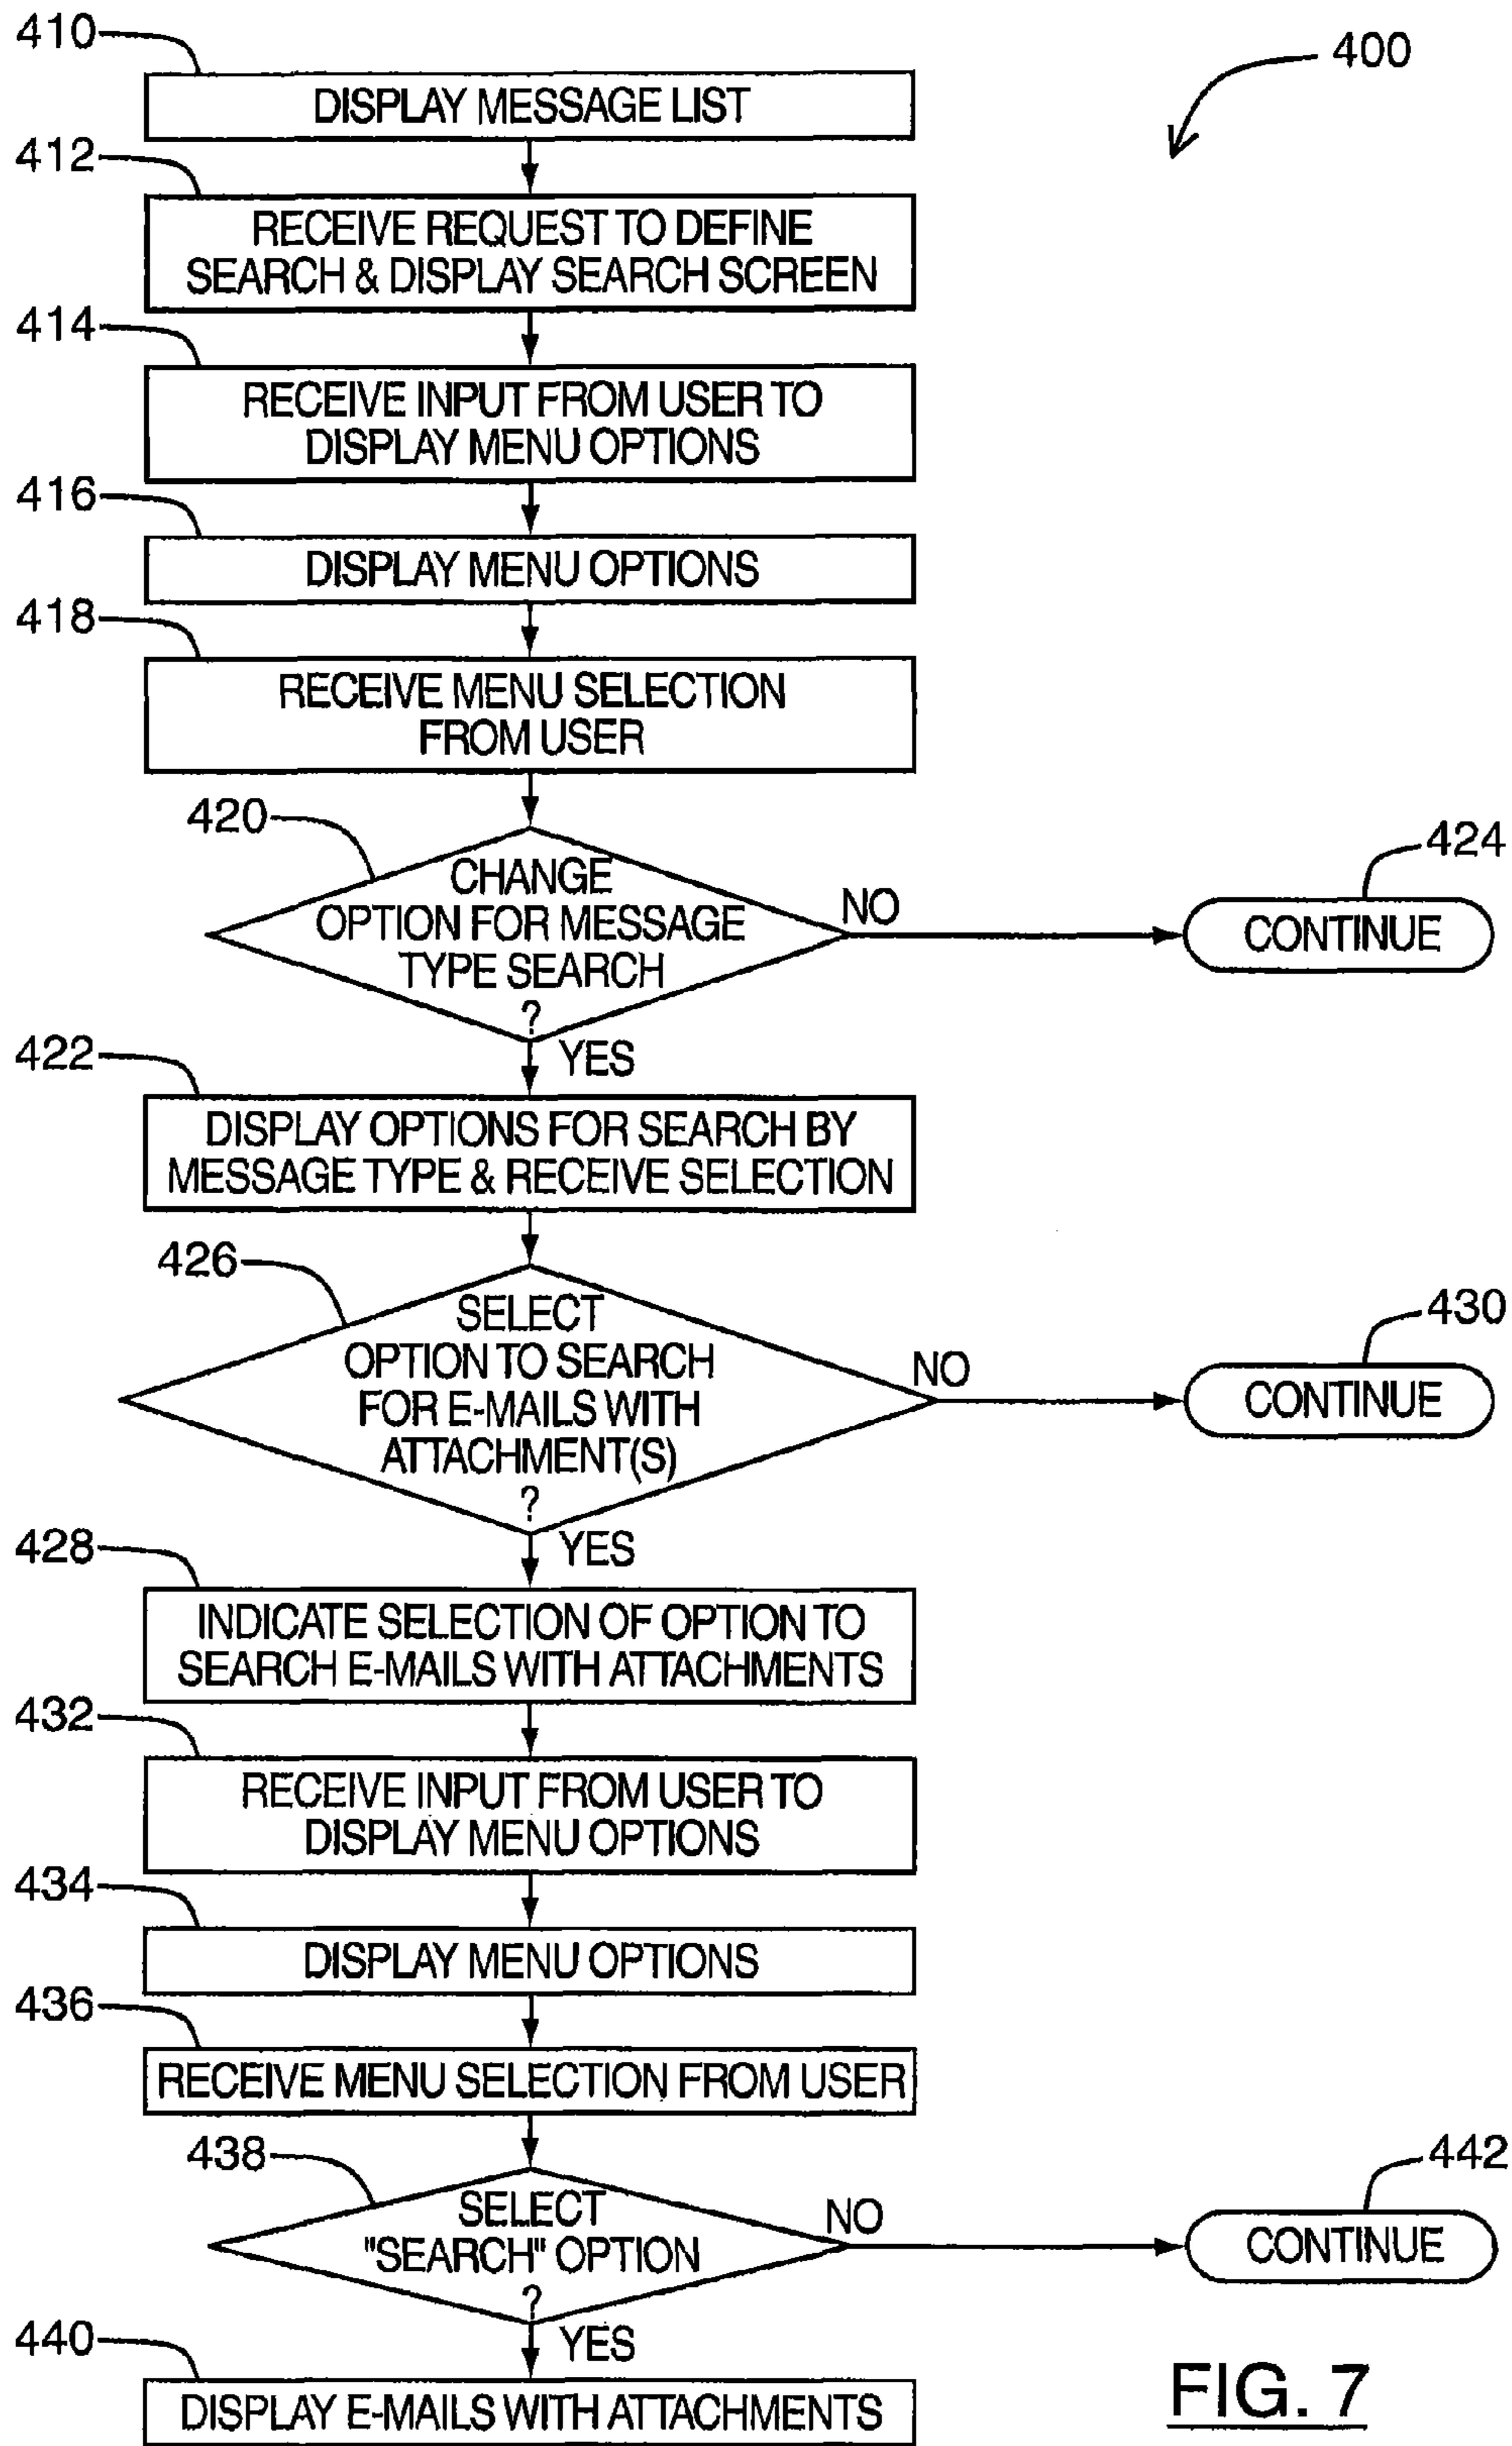 410
400
DISPLAY MESSAGE LIST
412
RECEIVE REQUEST TO DEFINE
SEARCH & DISPLAY SEARCH SCREEN
414
RECEIVE INPUT FROM USER TO
DISPLAY MENU OPTIONS
416
DISPLAY MENU OPTIONS
418
RECEIVE MENU SELECTION
FROM USER
420
CHANGE
OPTION FOR MESSAGE
TYPE SEARCH
?
NO
424
CONTINUE
YES
422
DISPLAY OPTIONS FOR SEARCH BY
MESSAGE TYPE & RECEIVE SELECTION
426
SELECT
OPTION TO SEARCH
FOR E-MAILS WITH
ATTACHMENT(S)
?
NO
430
CONTINUE
YES
428
INDICATE SELECTION OF OPTION TO
SEARCH E-MAILS WITH ATTACHMENTS
432
RECEIVE INPUT FROM USER TO
DISPLAY MENU OPTIONS
434
DISPLAY MENU OPTIONS
436
RECEIVE MENU SELECTION FROM USER
438
SELECT
"SEARCH" OPTION
?
NO
442
CONTINUE
YES
440
DISPLAY E-MAILS WITH ATTACHMENTS
FIG. 7